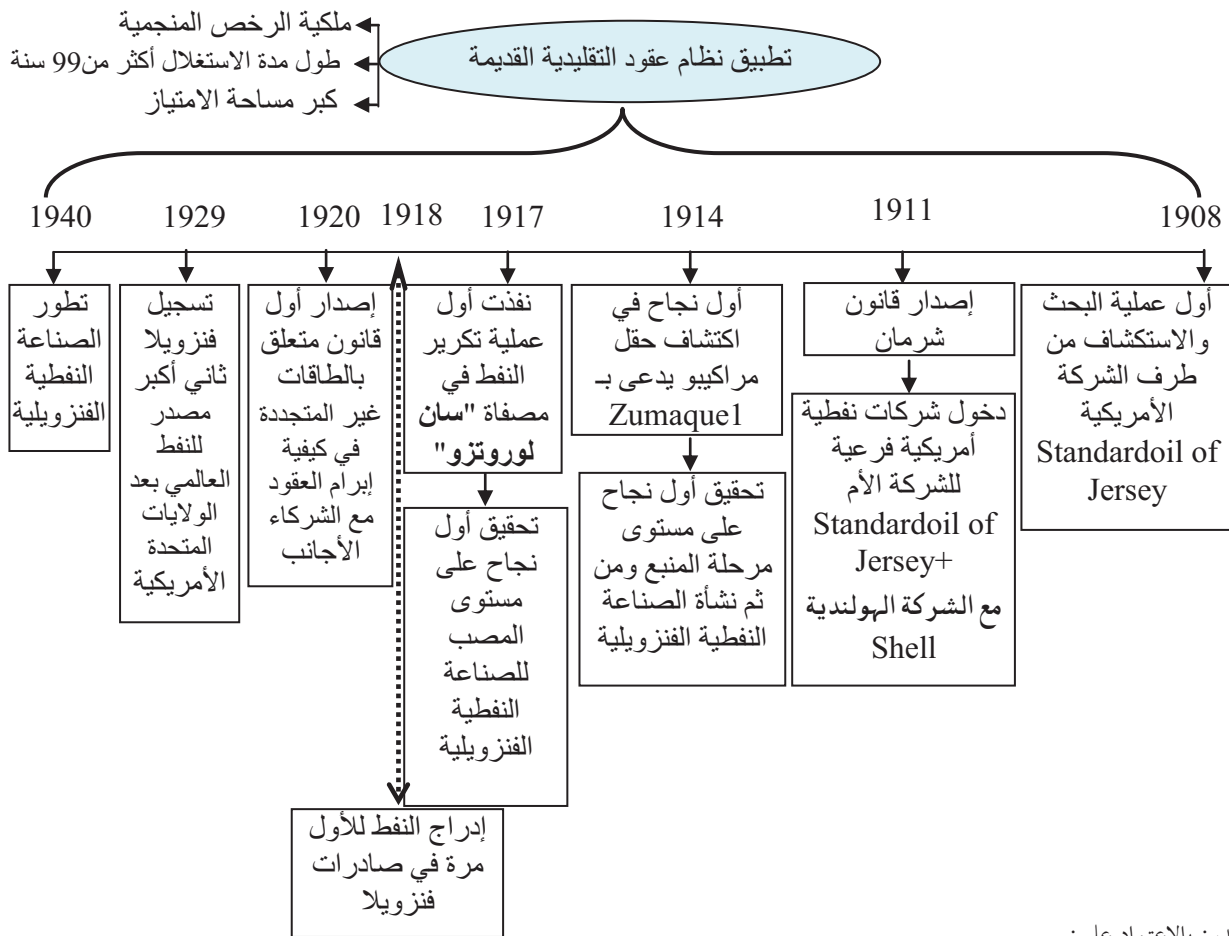 تطبيق نظام عقود التقليدية القديمة
ملكية الرخص المنجمية
طول مدة الاستغلال أكثر من99 سنة
كبر مساحة الامتياز
1908
1911
1914
1917
1918
1920
1929
1940
أول عملية البحث
والاستكشاف من
طرف الشركة
الأمريكية
Standardoil of
Jersey
إصدار قانون
شرمان
دخول شركات نفطية
أمريكية فرعية
للشركة الأم
Standardoil of
Jersey+
مع الشركة الهولندية
Shell
أول نجاح في
اكتشاف حقل
مراكيبو يدعى بـ
Zumaque1
تحقيق أول نجاح
على مستوى
مرحلة المنبع ومن
ثم نشأة الصناعة
النفطية الفنزويلية
نفذت أول
عملية تكرير
النفط في
مصفاة "سان
لوروتزو"
تحقيق أول
نجاح على
مستوى
المصب
للصناعة
النفطية
الفنزويلية
إدراج النفط للأول
مرة في صادرات
فنزويلا
إصدار أول
قانون متعلق
بالطاقات
غير المتجددة
في كيفية
إبرام العقود
مع الشركاء
الأجانب
تسجيل
فنزويلا
ثاني أكبر
مصدر
للنفط
العالمي بعد
الولايات
المتحدة
الأمريكية
تطور
الصناعة
النفطية
الفنزويلية